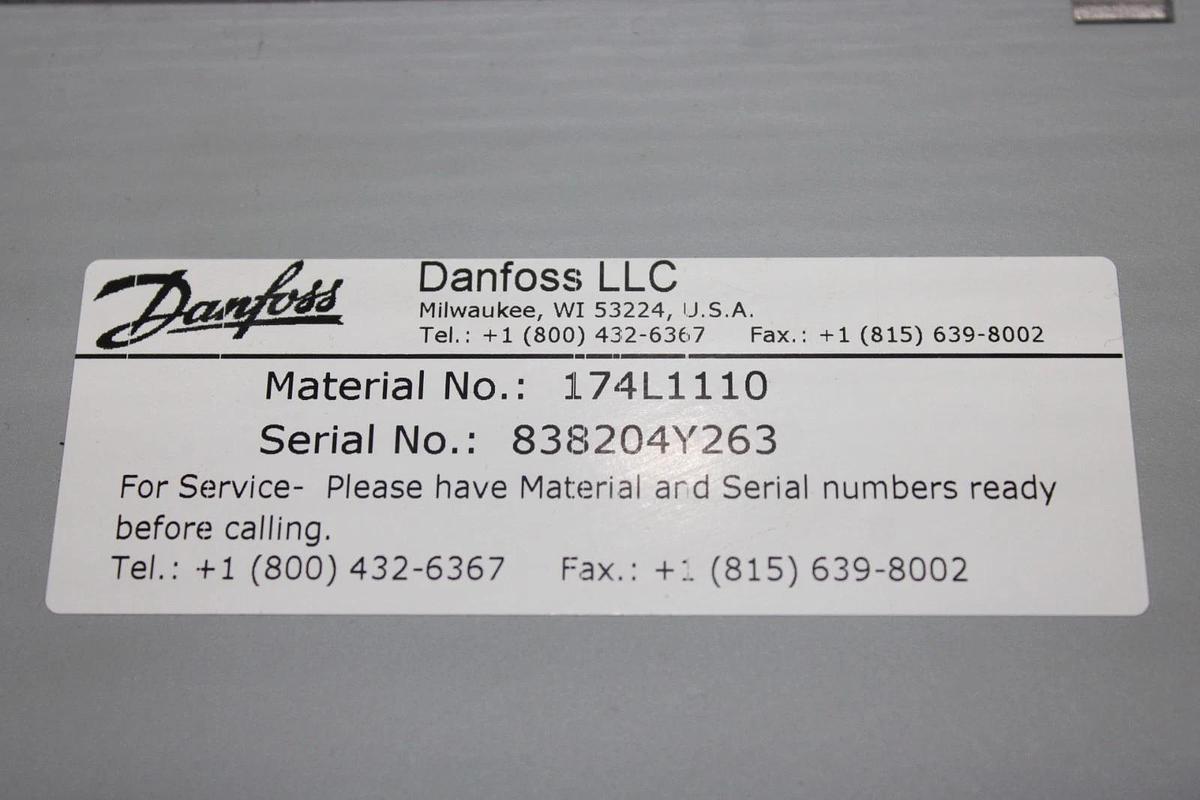 Danfoss
Danfoss LLC
Milwaukee, WI 53224, U.S.A.
Tel.: +1 (800) 432-6367 Fax.: +1 (815) 639-8002
Material No.: 174L1110
Serial No.: 838204Y263
For Service- Please have Material and Serial numbers ready
before calling.
Tel.: +1 (800) 432-6367 Fax.: +1 (815) 639-8002